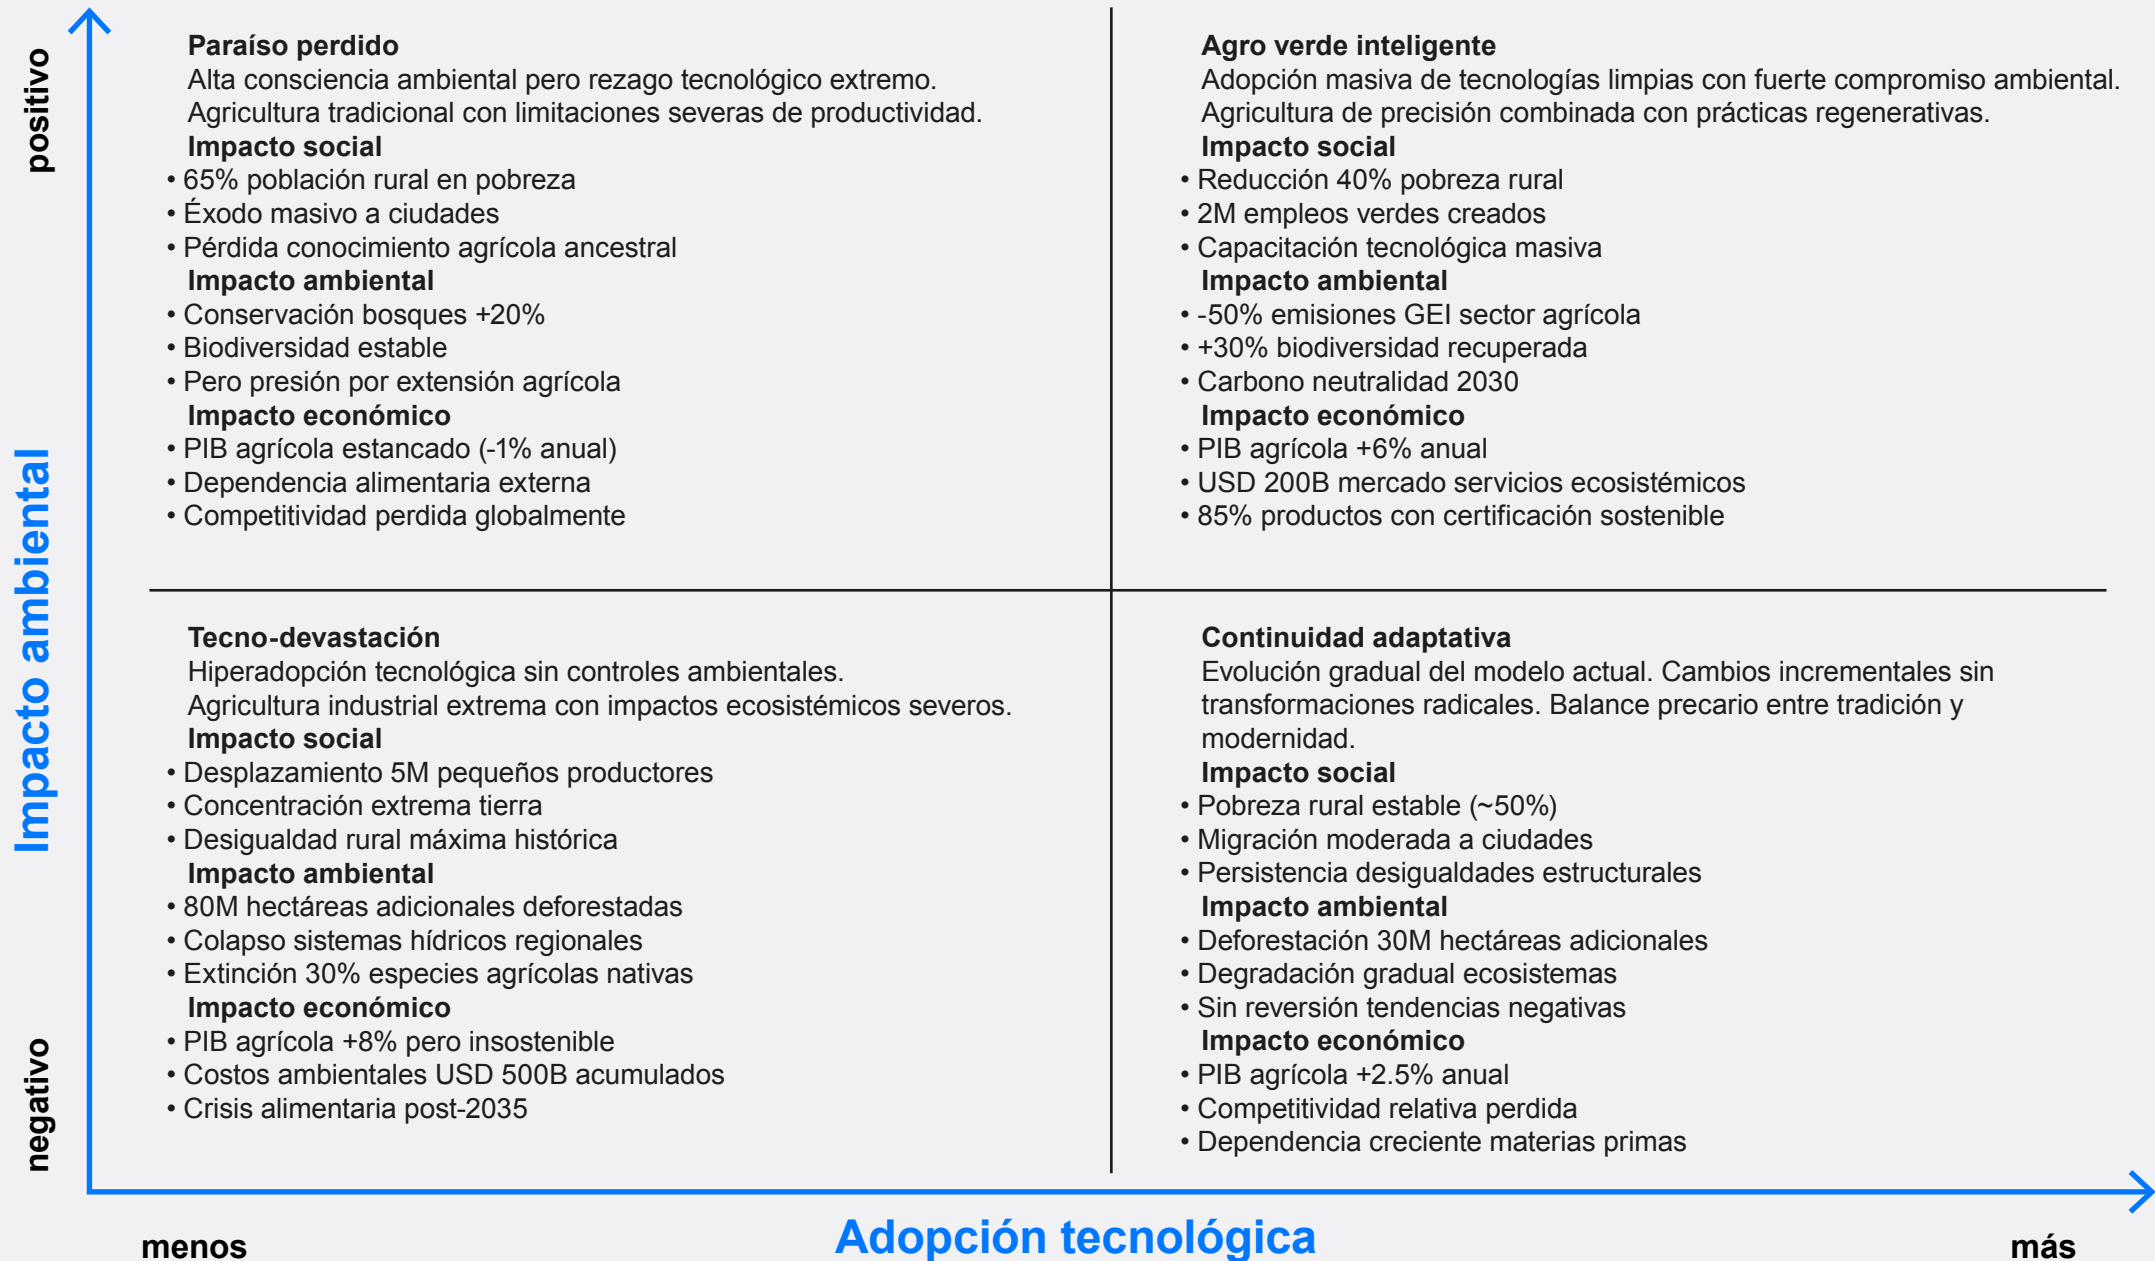 positivo
Impacto ambiental
negativo
Paraíso perdido
Alta consciencia ambiental pero rezago tecnológico extremo.
Agricultura tradicional con limitaciones severas de productividad.
Impacto social
• 65% población rural en pobreza
• Éxodo masivo a ciudades
• Pérdida conocimiento agrícola ancestral
Impacto ambiental
• Conservación bosques +20%
• Biodiversidad estable
• Pero presión por extensión agrícola
Impacto económico
• PIB agrícola estancado (-1% anual)
• Dependencia alimentaria externa
• Competitividad perdida globalmente
Agro verde inteligente
Adopción masiva de tecnologías limpias con fuerte compromiso ambiental.
Agricultura de precisión combinada con prácticas regenerativas.
Impacto social
• Reducción 40% pobreza rural
• 2M empleos verdes creados
• Capacitación tecnológica masiva
Impacto ambiental
• -50% emisiones GEI sector agrícola
• +30% biodiversidad recuperada
• Carbono neutralidad 2030
Impacto económico
• PIB agrícola +6% anual
• USD 200B mercado servicios ecosistémicos
• 85% productos con certificación sostenible
Tecno-devastación
Hiperadopción tecnológica sin controles ambientales.
Agricultura industrial extrema con impactos ecosistémicos severos.
Impacto social
• Desplazamiento 5M pequeños productores
• Concentración extrema tierra
• Desigualdad rural máxima histórica
Impacto ambiental
• 80M hectáreas adicionales deforestadas
• Colapso sistemas hídricos regionales
• Extinción 30% especies agrícolas nativas
Impacto económico
• PIB agrícola +8% pero insostenible
• Costos ambientales USD 500B acumulados
• Crisis alimentaria post-2035
Continuidad adaptativa
Evolución gradual del modelo actual. Cambios incrementales sin
transformaciones radicales. Balance precario entre tradición y
modernidad.
Impacto social
• Pobreza rural estable (~50%)
• Migración moderada a ciudades
• Persistencia desigualdades estructurales
Impacto ambiental
• Deforestación 30M hectáreas adicionales
• Degradación gradual ecosistemas
• Sin reversión tendencias negativas
Impacto económico
• PIB agrícola +2.5% anual
• Competitividad relativa perdida
• Dependencia creciente materias primas
menos
Adopción tecnológica
más